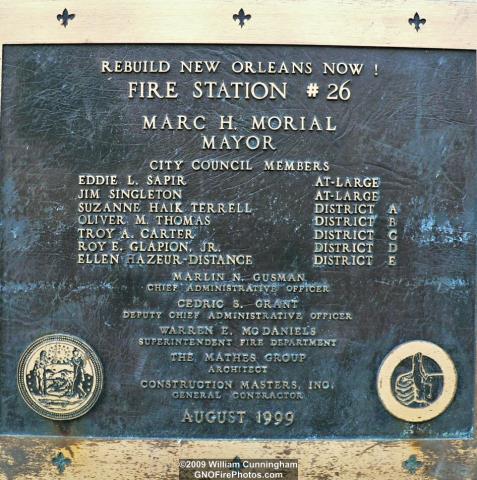 REBUILD NEW ORLEANS NOW !
FIRE STATION # 26
MARC H. MORIAL
MAYOR
CITY COUNCIL MEMBERS
EDDIE L. SAPIR AT-LARGE
JIM SINGLETON AT-LARGE
SUZANNE HAIK TERRELL DISTRICT A
OLIVER M. THOMAS DISTRICT B
TROY A. CARTER DISTRICT C
ROY E. GLAPION, JR. DISTRICT D
ELLEN HAZEUR-DISTANCE DISTRICT E
MARLIN N. GUSMAN
CHIEF ADMINISTRATIVE OFFICER
CEDRIC S. GRANT
DEPUTY CHIEF ADMINISTRATIVE OFFICER
WARREN E. MCDANIELS
SUPERINTENDENT FIRE DEPARTMENT
THE MATHES GROUP
ARCHITECT
CONSTRUCTION MASTERS, INC.
GENERAL CONTRACTOR
AUGUST 1999
©2009 William Cunningham
GNOFirePhotos.com